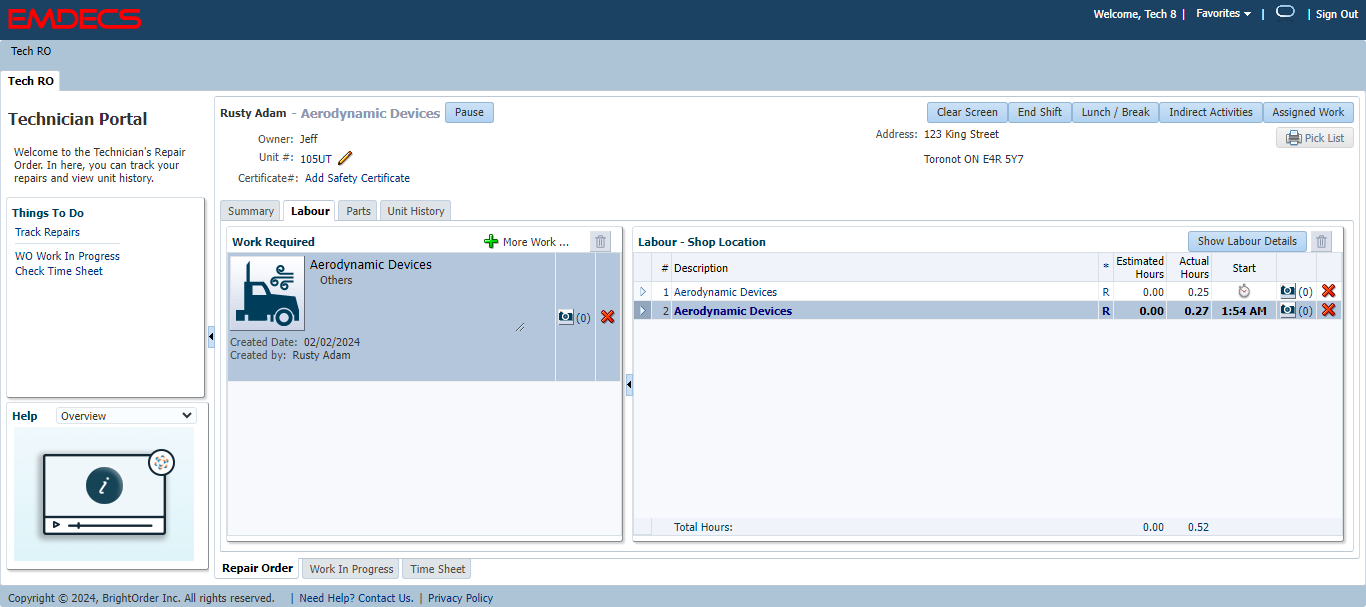 EMDECS
Welcome, Tech 8 | Favorites | | Sign Out
Tech RO
Tech RO
Technician Portal
Welcome to the Technician's Repair
Order. In here, you can track your
repairs and view unit history.
Things To Do
Track Repairs
WO Work In Progress
Check Time Sheet
Help Overview
i
Rusty Adam - Aerodynamic Devices Pause
Clear Screen End Shift Lunch / Break Indirect Activities Assigned Work
Owner: Jeff
Unit #: 105UT
Certificate#: Add Safety Certificate
Address: 123 King Street
Toronot ON E4R 5Y7
Pick List
Summary Labour Parts Unit History
Work Required More Work ...
Aerodynamic Devices
Others
(0)
Created Date: 02/02/2024
Created by: Rusty Adam
Labour - Shop Location Show Labour Details
# Description * Estimated Hours Actual Hours Start
1 Aerodynamic Devices R 0.00 0.25 (0)
2 Aerodynamic Devices R 0.00 0.27 1:54 AM (0)
Total Hours: 0.00 0.52
Repair Order Work In Progress Time Sheet
Copyright © 2024, BrightOrder Inc. All rights reserved. | Need Help? Contact Us. | Privacy Policy